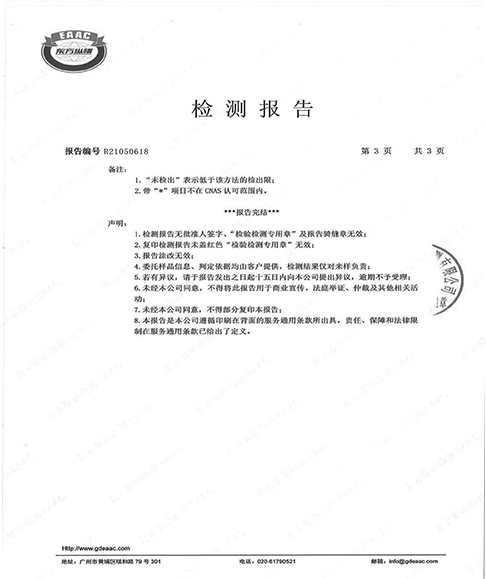 EAAC
东方纵横
检测报告
报告编号 R21050618 第 3 页 共 3 页
备注:
1. “未检出”表示低于该方法的检出限;
2. 带“*”项目不在 CNAS 认可范围内。
***报告完结***
声明:
1. 检测报告无批准人签字、“检验检测专用章”及报告骑缝章无效;
2. 复印检测报告未盖红色“检验检测专用章”无效;
3. 报告涂改无效;
4. 委托样品信息、判定依据均由客户提供，检测结果仅对来样负责;
5. 若有异议，请于报告发出之日起十五日内向本公司提出异议，逾期不予受理;
6. 未经本公司同意，不得将此报告用于商业宣传、法庭举证、仲裁及其他相关活
动;
7. 未经本公司同意，不得部分复印本报告;
8. 本报告是本公司遵循印刷在背面的服务通用条款所出具，责任、保障和法律限
制在服务通用条款已给出了定义。
有限公司
Http://www.gdeaac.com
地址: 广州市黄埔区瑞和路 79 号 301 电话: 020-61790521 邮箱: info@gdeaac.com